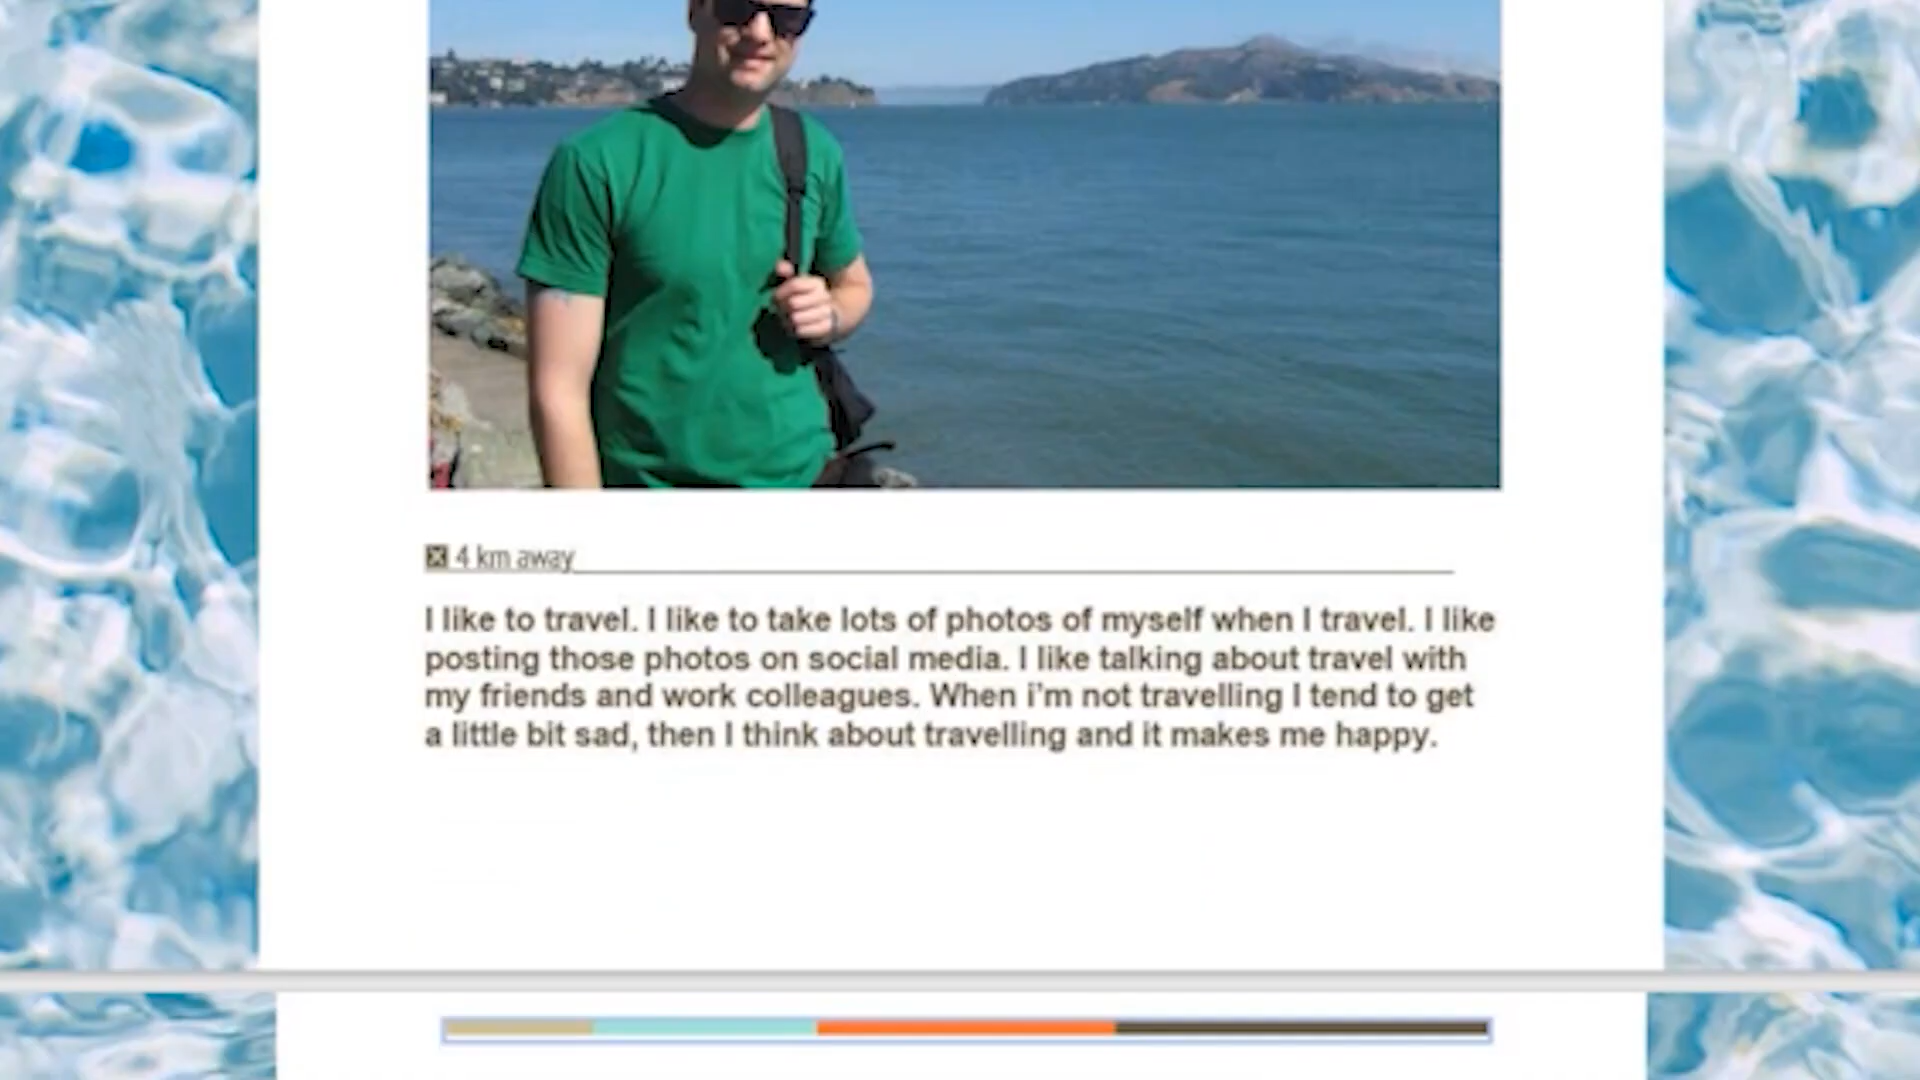 4 km away
I like to travel. I like to take lots of photos of myself when I travel. I like
posting those photos on social media. I like talking about travel with
my friends and work colleagues. When i'm not travelling I tend to get
a little bit sad, then I think about travelling and it makes me happy.